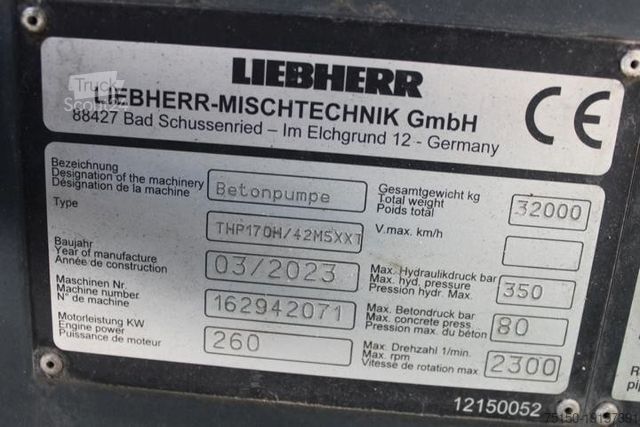 LIEBHERR
LIEBHERR-MISCHTECHNIK GmbH
88427 Bad Schussenried – Im Elchgrund 12 - Germany
CE
Truck
Scout24
Bezeichnung
Designation of the machinery
Désignation de la machine
Betonpumpe
Type
THP170H/42M5XXT
Baujahr
Year of manufacture
Année de construction
03/2023
Maschinen Nr.
Machine number
N° de machine
162942071
Motorleistung KW
Engine power
Puissance de moteur
260
Gesamtgewicht kg
Total weight
Poids total
32000
V.max. km/h
Max. Hydraulikdruck bar
Max. hyd. pressure
Pression hydr. Max.
350
Max. Betondruck bar
Max. concrete press.
Pression max. du béton
80
Max. Drehzahl 1/min.
Max. rpm
Vitesse de rotation max
2300
12150052